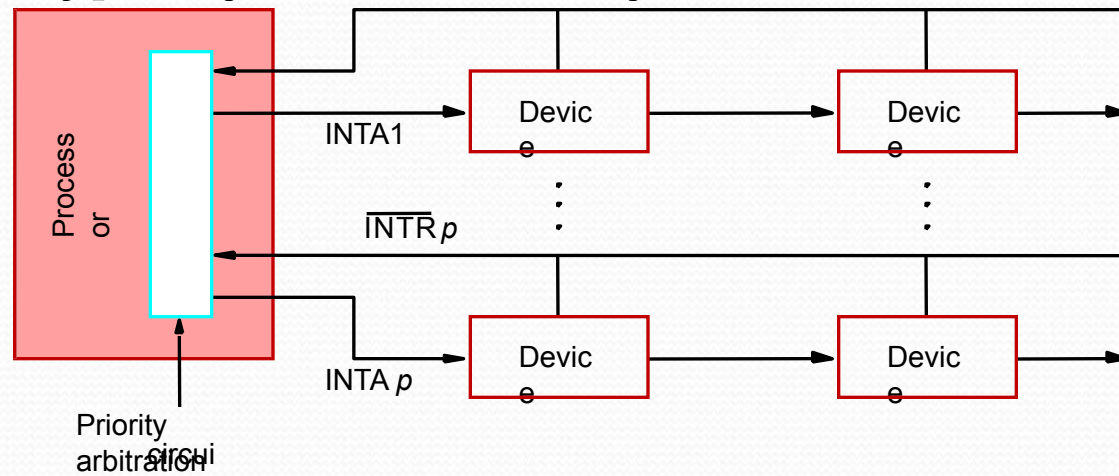 Process
or
INTA1
Devic
e
Devic
e
INTR p
INTA p
Devic
e
Devic
e
Priority
arbitration
circui